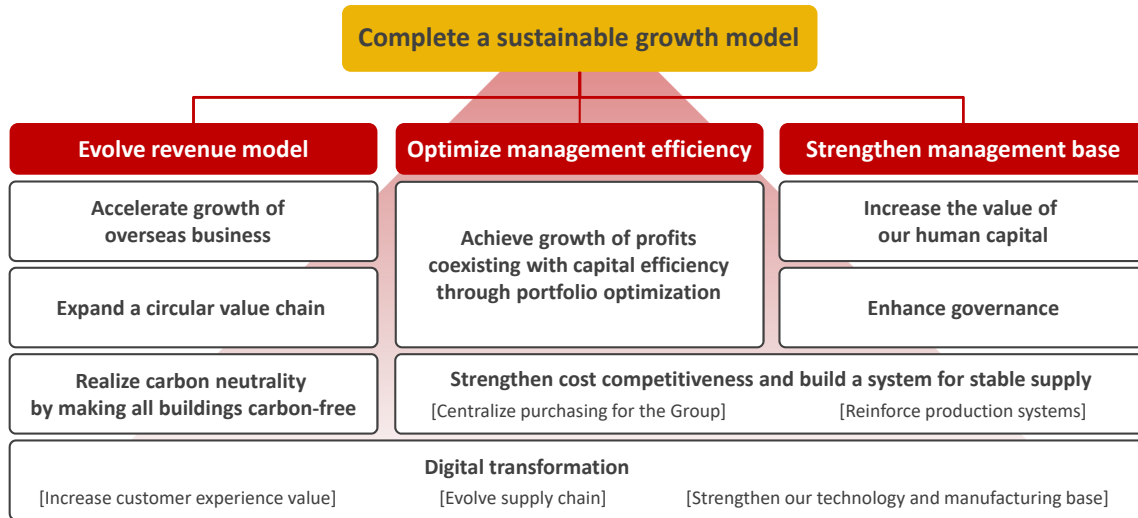 Complete a sustainable growth model
Evolve revenue model
Optimize management efficiency
Strengthen management base
Accelerate growth of
overseas business
Achieve growth of profits
coexisting with capital efficiency
through portfolio optimization
Increase the value of
our human capital
Expand a circular value chain
Enhance governance
Realize carbon neutrality
by making all buildings carbon-free
Strengthen cost competitiveness and build a system for stable supply
[Centralize purchasing for the Group]
[Reinforce production systems]
Digital transformation
[Increase customer experience value]
[Evolve supply chain]
[Strengthen our technology and manufacturing base]